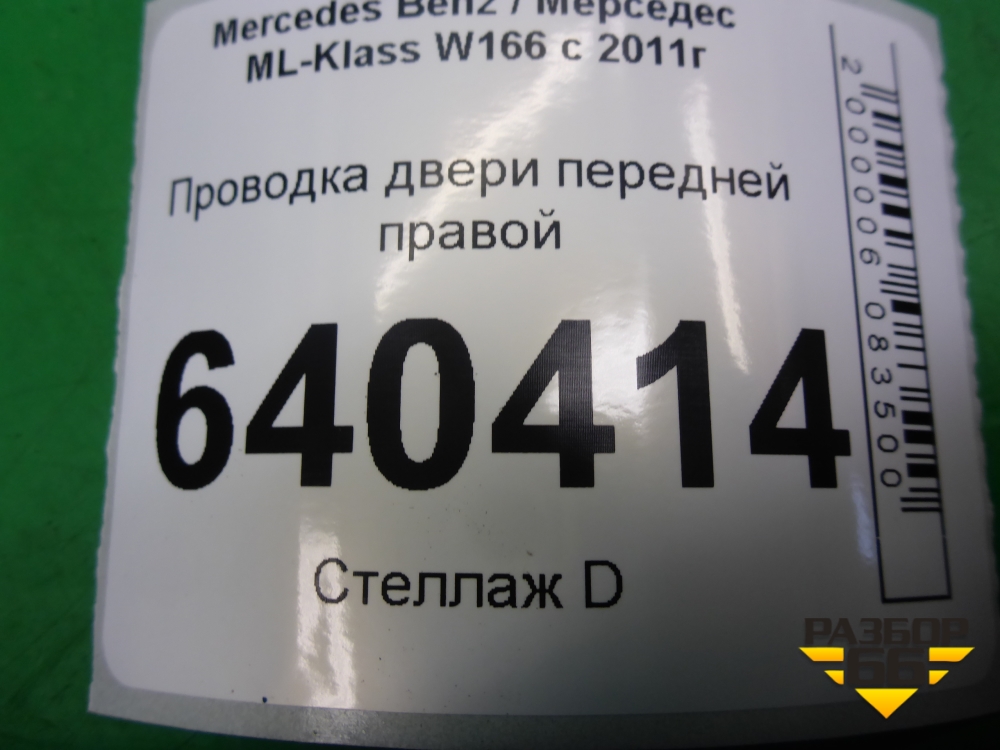 Mercedes Benz / Мерседес
ML-Klass W166 с 2011г
Проводка двери передней
правой
640414
Стеллаж D
2000006083500
РАЗБОР
66